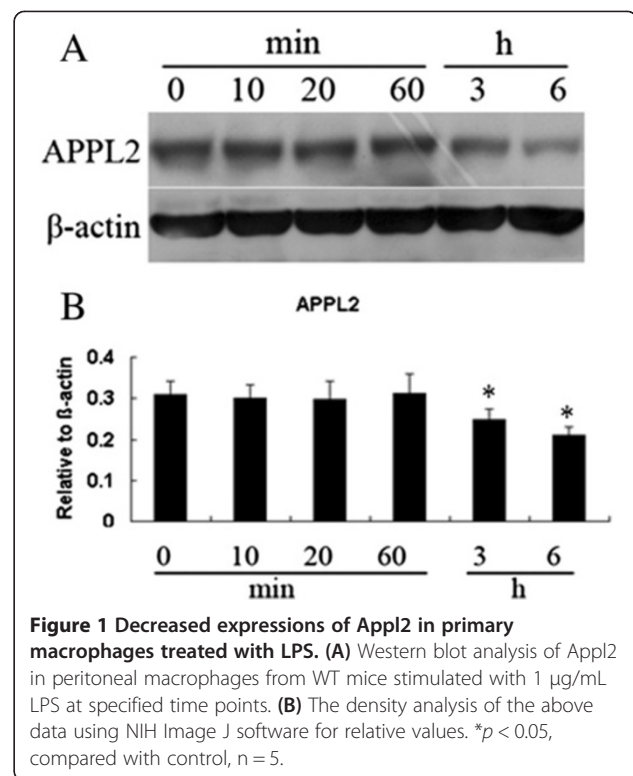 A
min h
0 10 20 60 3 6
APPL2
β-actin
B
APPL2
Relative to ß-actin
0.4
0.3
0.2
0.1
0
* *
0 10 20 60 3 6
min h
Figure 1 Decreased expressions of Appl2 in primary
macrophages treated with LPS. (A) Western blot analysis of Appl2
in peritoneal macrophages from WT mice stimulated with 1 μg/mL
LPS at specified time points. (B) The density analysis of the above
data using NIH Image J software for relative values. *p < 0.05,
compared with control, n = 5.